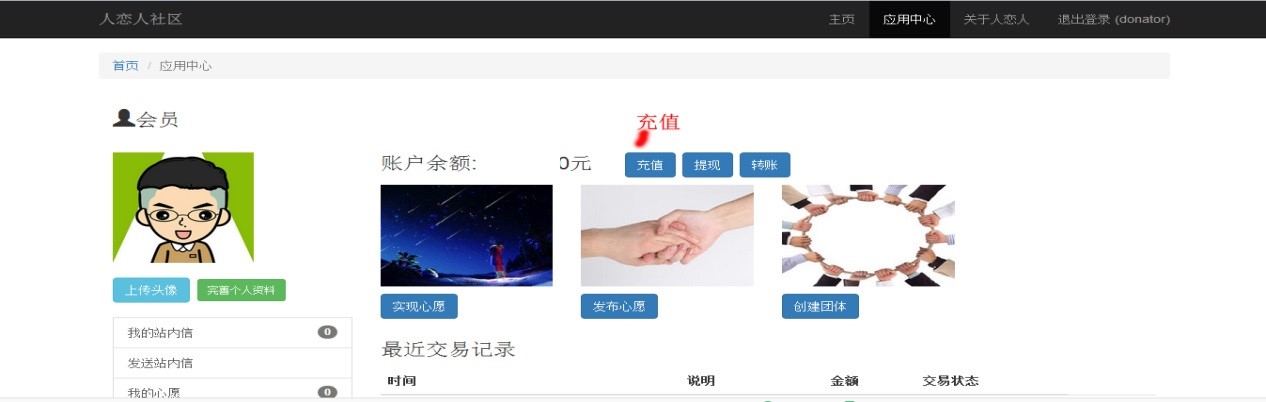 人恋人社区 主页 应用中心 关于人恋人 退出登录 (donator)
首页 / 应用中心
会员
充值
账户余额: 0元 充值 提现 转账
上传头像 完善个人资料
实现心愿 发布心愿 创建团体
我的站内信 0
发送站内信
我的心愿 0
最近交易记录
时间 说明 金额 交易状态